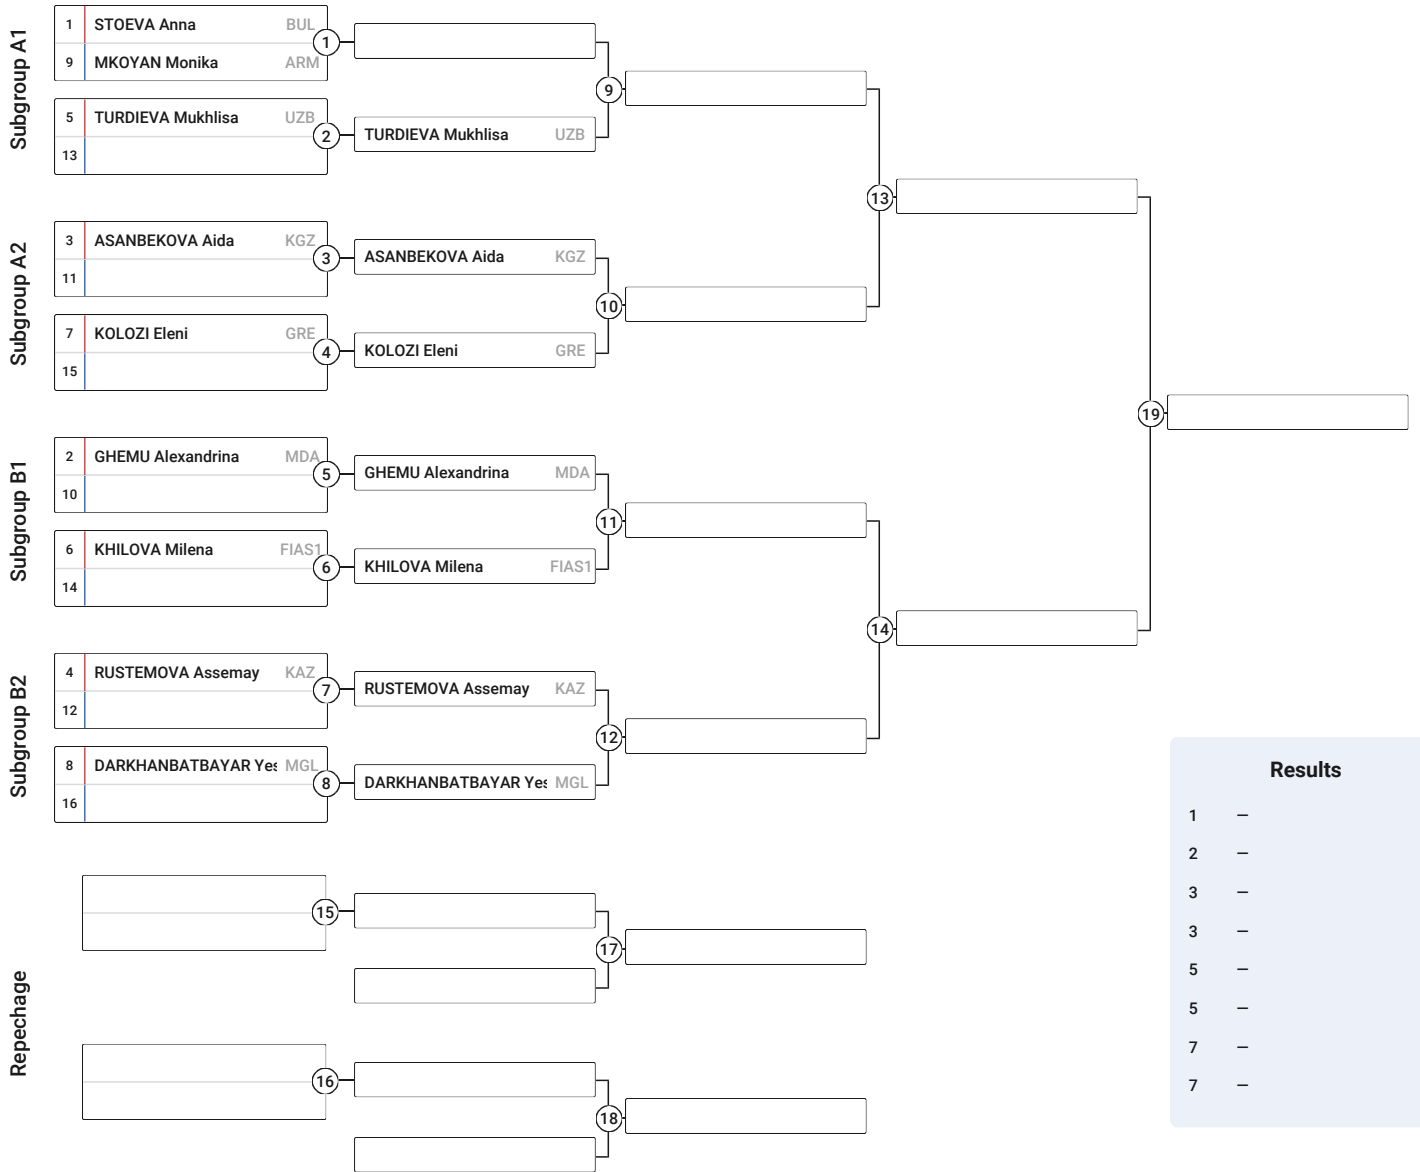 Subgroup A1
1 STOEVA Anna BUL
9 MKOYAN Monika ARM
1
5 TURDIEVA Mukhlisa UZB
13
2
TURDIEVA Mukhlisa UZB
9
Subgroup A2
3 ASANBEKOVA Aida KGZ
11
3
ASANBEKOVA Aida KGZ
7 KOLOZI Eleni GRE
15
4
KOLOZI Eleni GRE
10
13
Subgroup B1
2 GHEMU Alexandrina MDA
10
5
GHEMU Alexandrina MDA
6 KHILOVA Milena FIAS1
14
6
KHILOVA Milena FIAS1
11
Subgroup B2
4 RUSTEMOVA Assemay KAZ
12
7
RUSTEMOVA Assemay KAZ
8 DARKHANBATBAYAR Yes MGL
16
8
DARKHANBATBAYAR Yes MGL
12
14
19
Repechage
15
17
16
18
Results
1 –
2 –
3 –
3 –
5 –
5 –
7 –
7 –